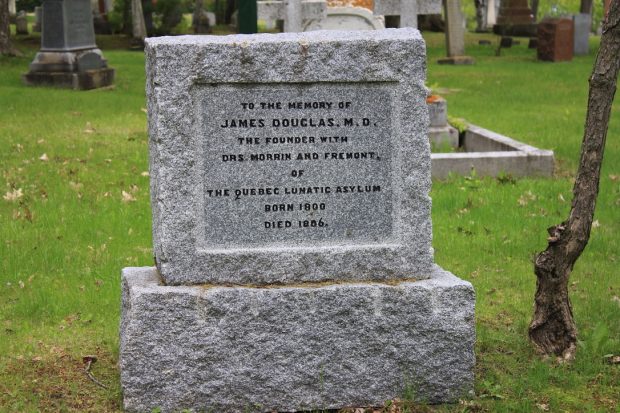 TO THE MEMORY OF
JAMES DOUGLAS, M.D.
THE FOUNDER WITH
DRS. MORRIN AND FREMONT,
OF
THE QUEBEC LUNATIC ASYLUM
BORN 1800
DIED 1886.